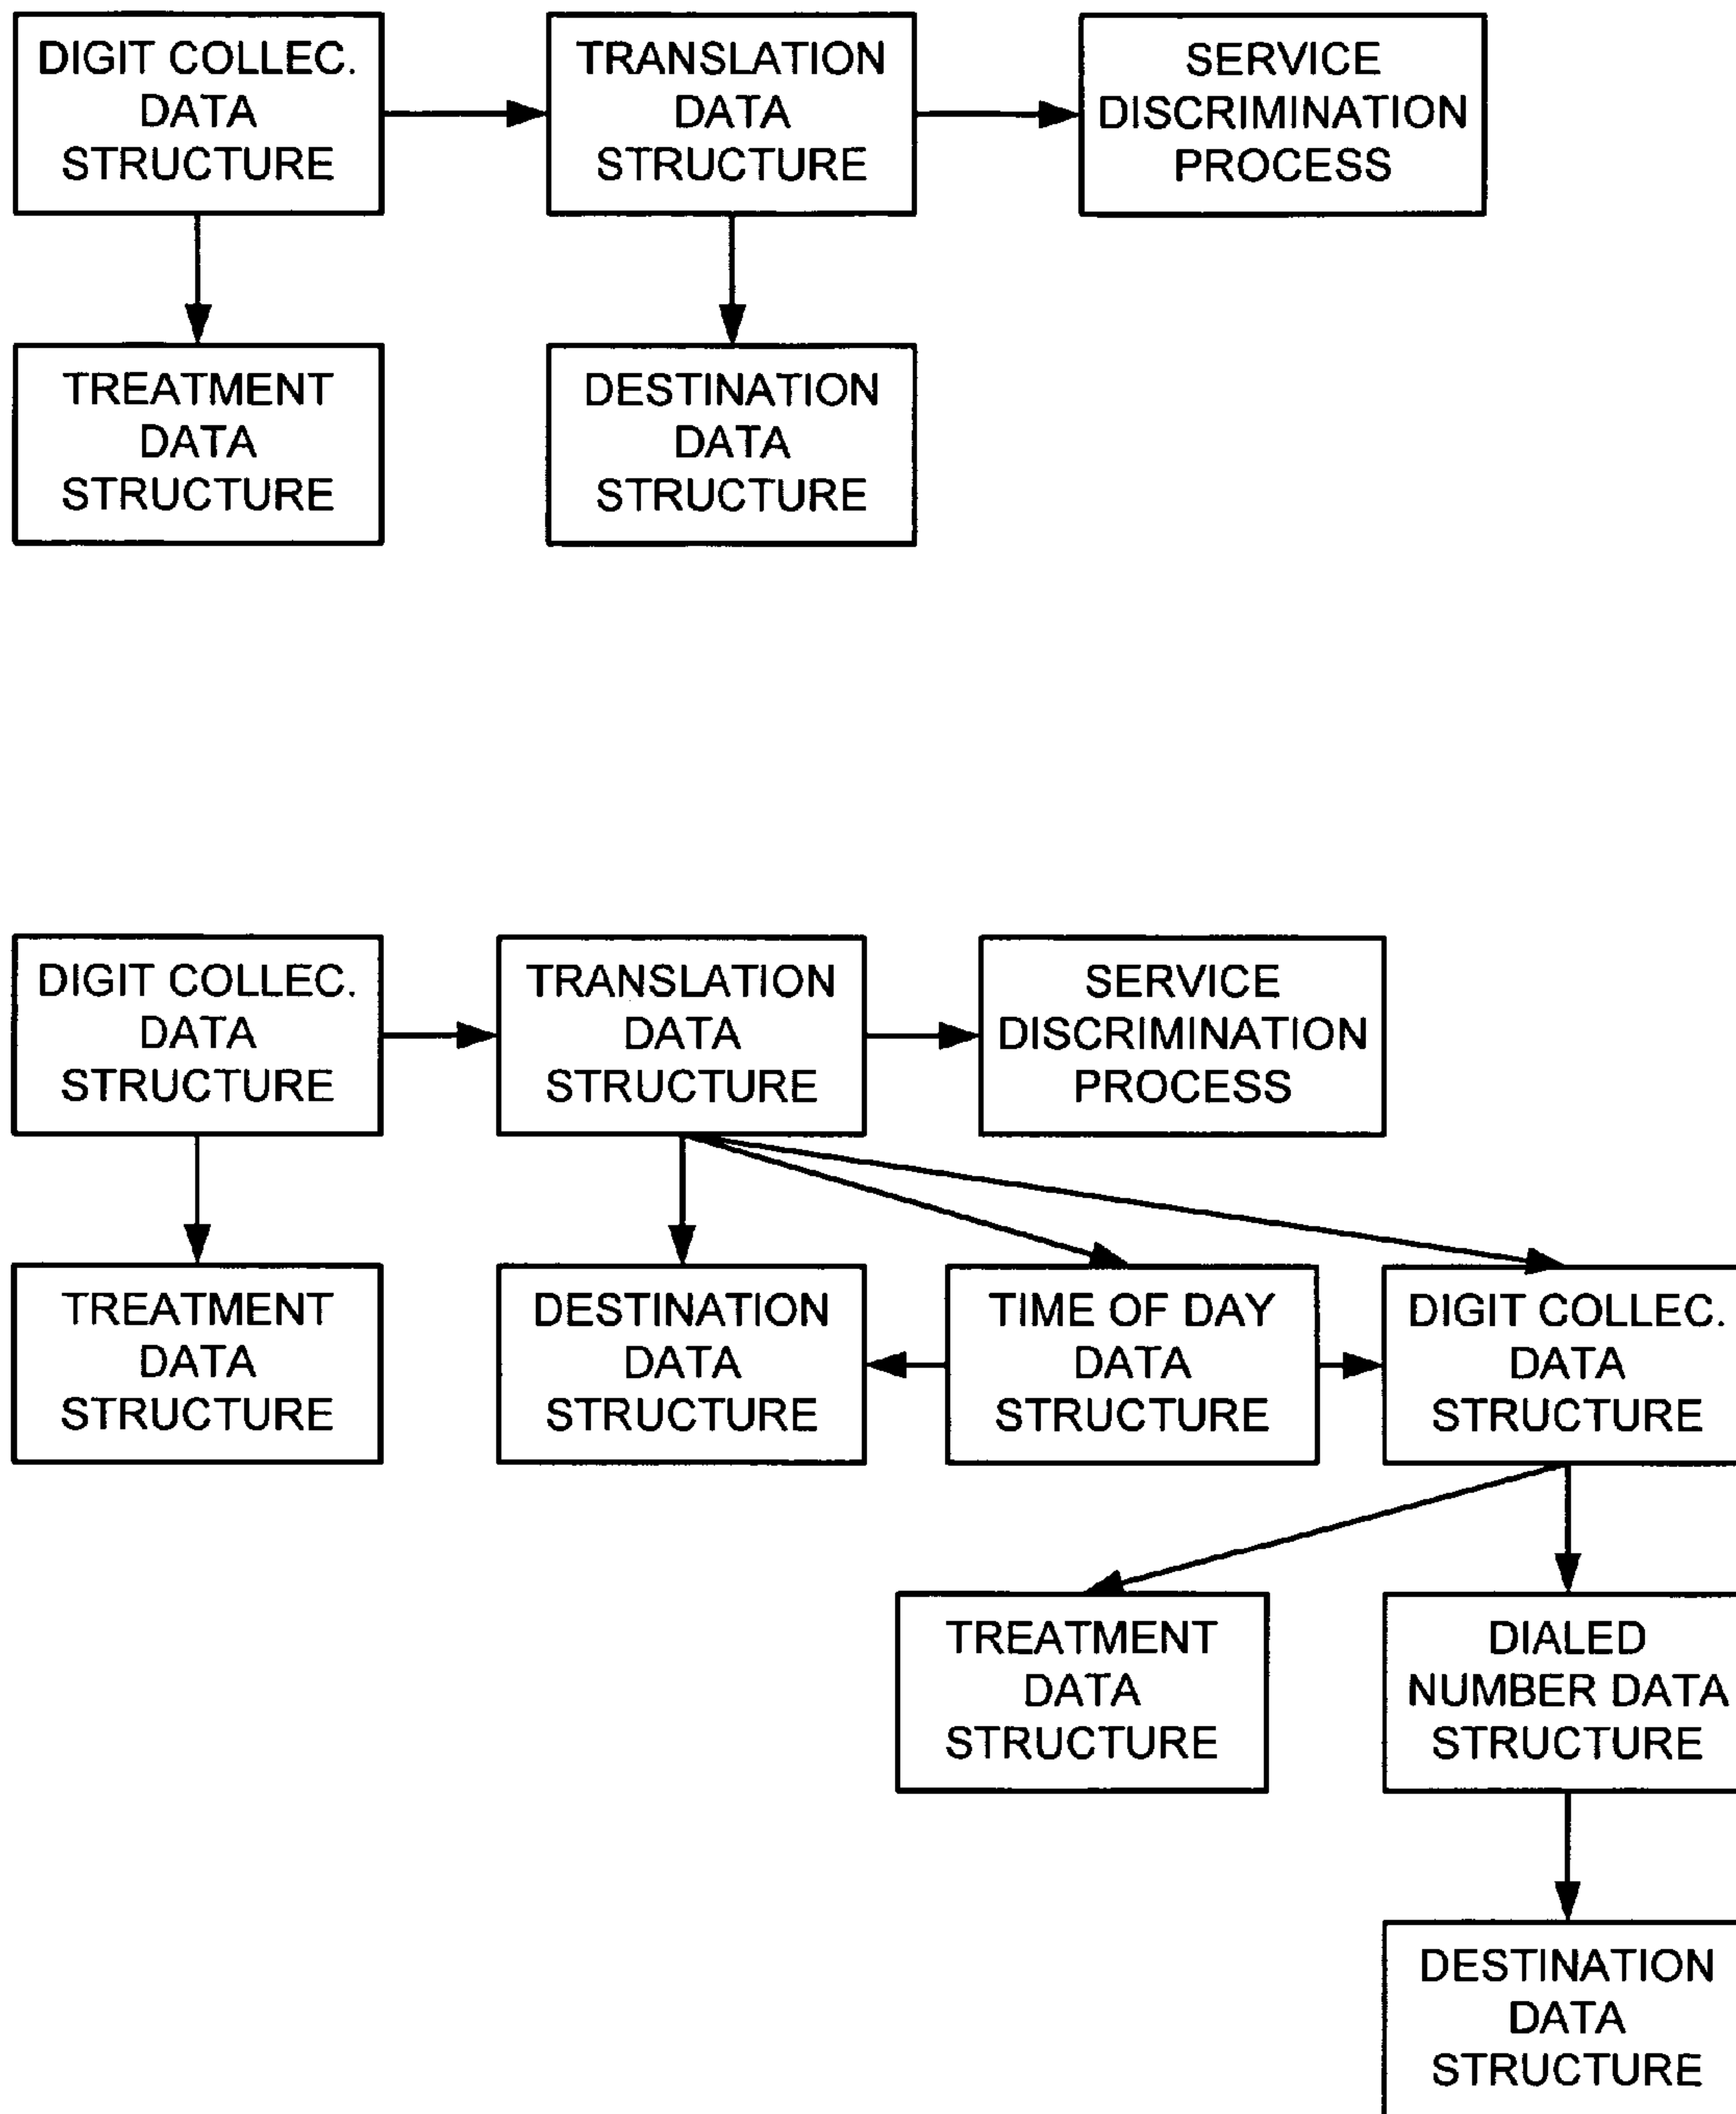 DIGIT COLLEC.
DATA
STRUCTURE
TRANSLATION
DATA
STRUCTURE
SERVICE
DISCRIMINATION
PROCESS
TREATMENT
DATA
STRUCTURE
DESTINATION
DATA
STRUCTURE
DIGIT COLLEC.
DATA
STRUCTURE
TRANSLATION
DATA
STRUCTURE
SERVICE
DISCRIMINATION
PROCESS
TREATMENT
DATA
STRUCTURE
DESTINATION
DATA
STRUCTURE
TIME OF DAY
DATA
STRUCTURE
DIGIT COLLEC.
DATA
STRUCTURE
TREATMENT
DATA
STRUCTURE
DIALED
NUMBER DATA
STRUCTURE
DESTINATION
DATA
STRUCTURE